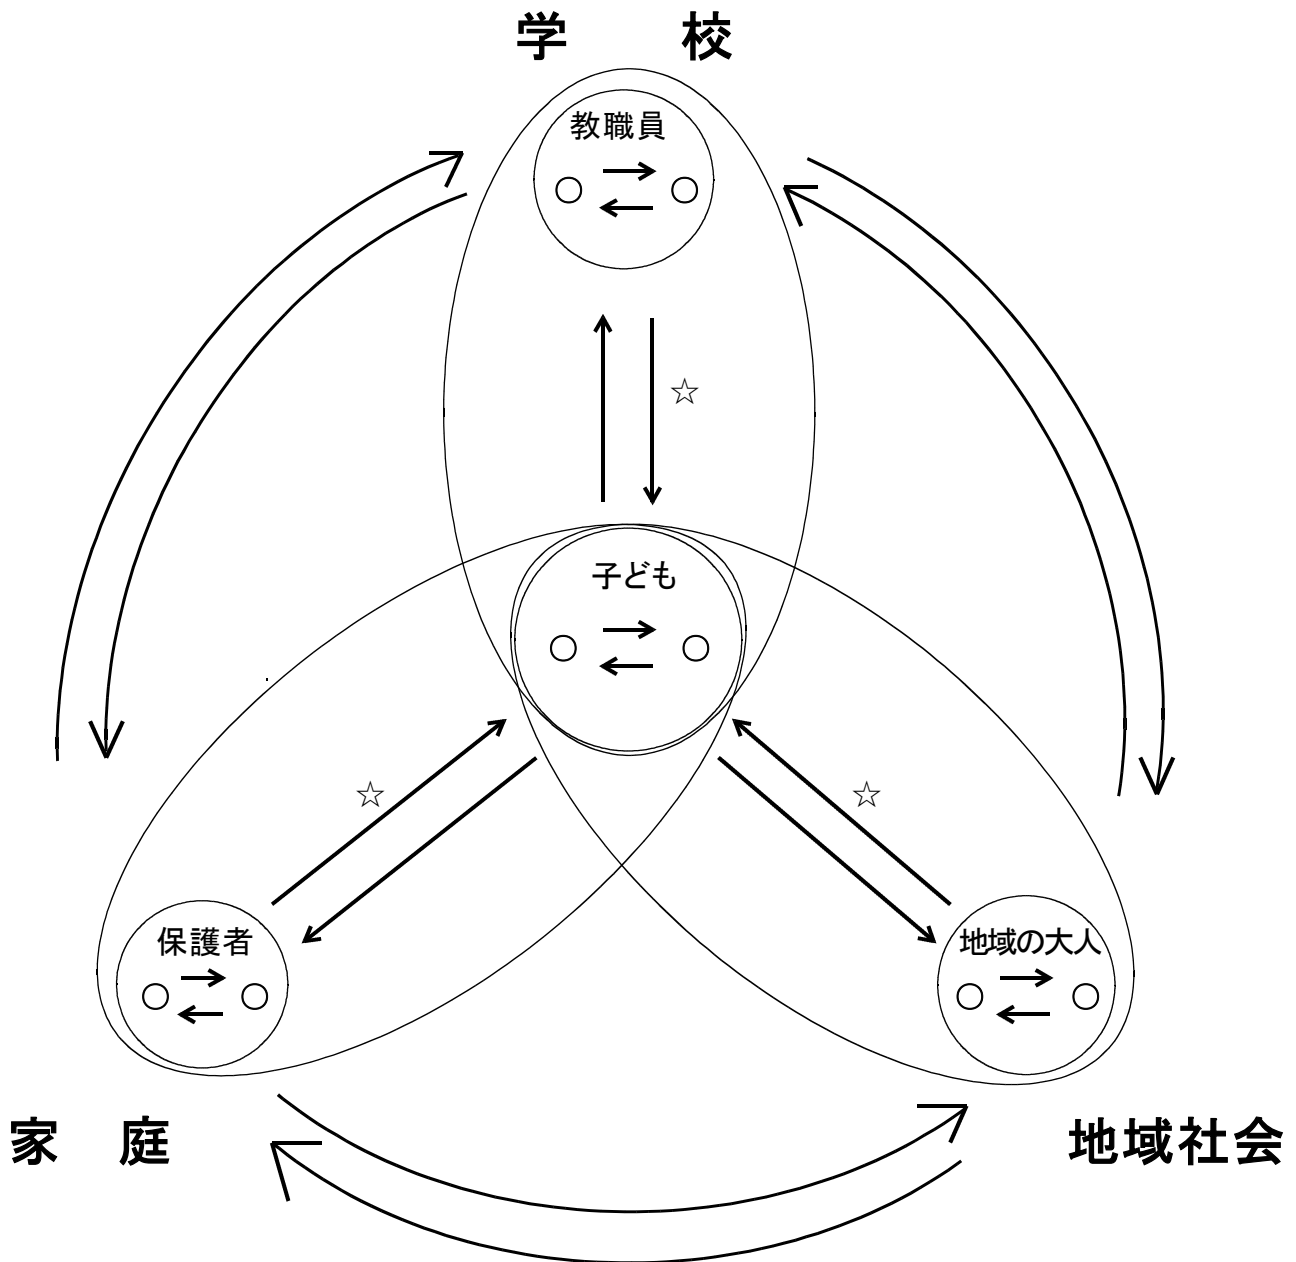 学　校
教職員
☆
子ども
☆
☆
保護者
地域の大人
家　庭
地域社会